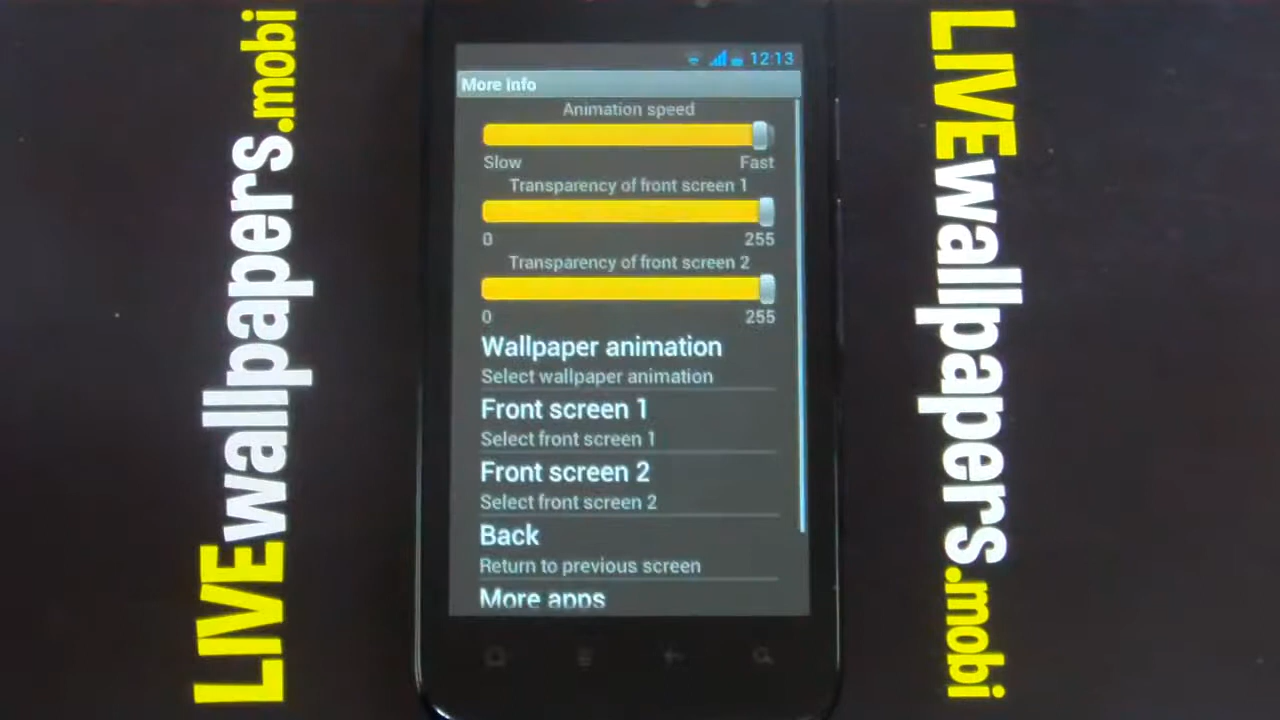 LIVEwallpapers.mobi
12:13
More Info
Animation speed
Slow Fast
Transparency of front screen 1
0 255
Transparency of front screen 2
0 255
Wallpaper animation
Select wallpaper animation
Front screen 1
Select front screen 1
Front screen 2
Select front screen 2
Back
Return to previous screen
More apps
LIVEwallpapers.mobi